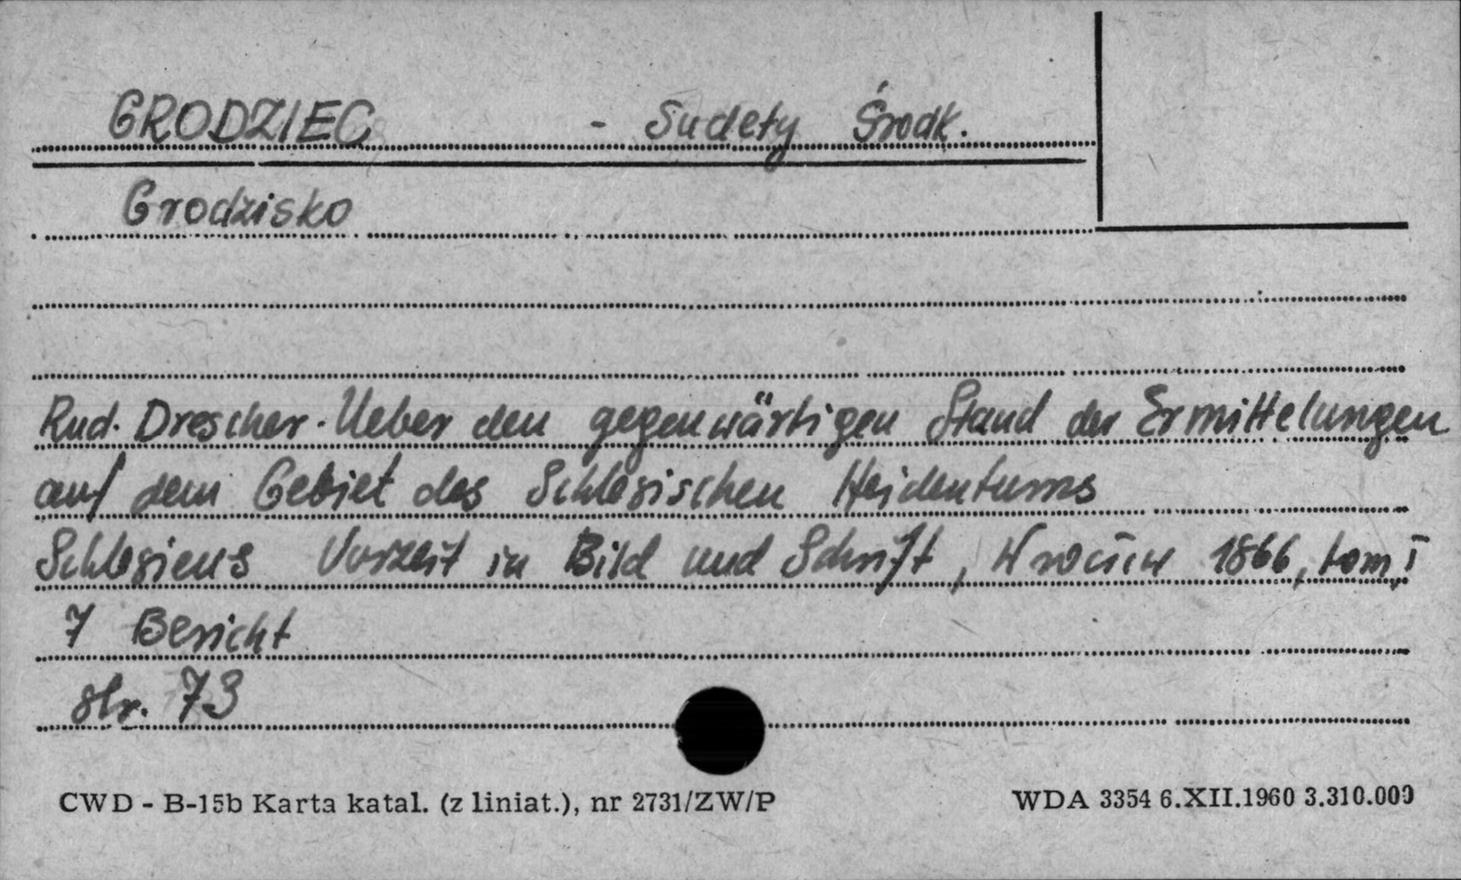 GRODZIEC - Sudety Środk.
Grodzisko
Rud. Drescher. Ueber den gegenwärtigen Stand der Ermittelungen
auf dem Gebiet des Schlesischen Heidentums
Schlesiens Vorzeit in Bild und Schrift, Wrocław 1866, tom, I
7 Bericht
str. 73
CWD - B-15b Karta katal. (z liniat.), nr 2731/ZW/P
WDA 3354 6.XII.1960 3.310.000